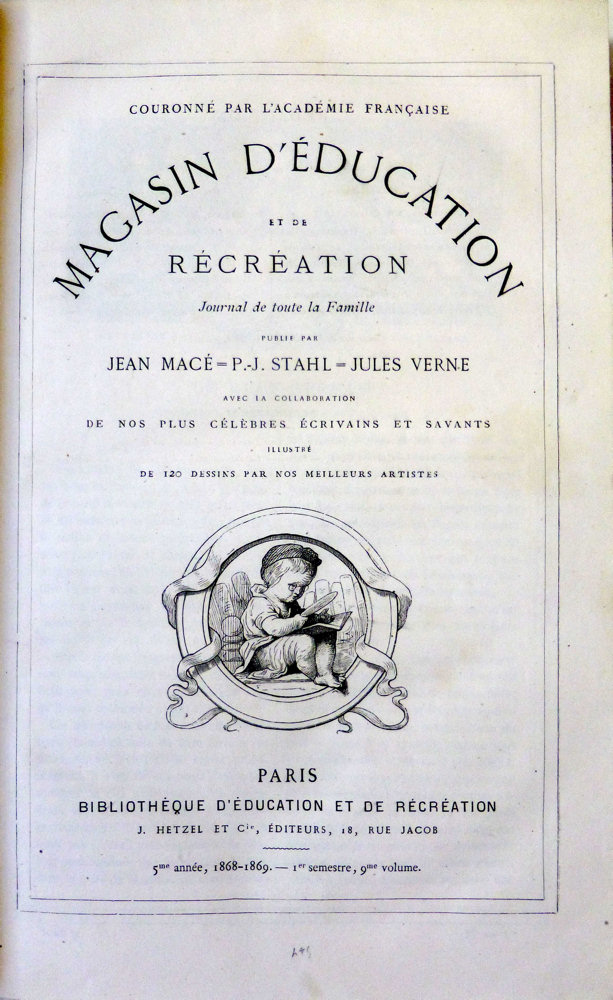 COURONNÉ PAR L'ACADÉMIE FRANÇAISE
MAGASIN D'ÉDUCATION
ET DE
RÉCRÉATION
Journal de toute la Famille
PUBLIE PAR
JEAN MACÉ = P.-J. STAHL = JULES VERNE
AVEC LA COLLABORATION
DE NOS PLUS CÉLÈBRES ÉCRIVAINS ET SAVANTS
ILLUSTRÉ
DE 120 DESSINS PAR NOS MEILLEURS ARTISTES
PARIS
BIBLIOTHÈQUE D'ÉDUCATION ET DE RÉCRÉATION
J. HETZEL ET Cie, ÉDITEURS, 18, RUE JACOB
5me année, 1868-1869. — 1er semestre, 9me volume.